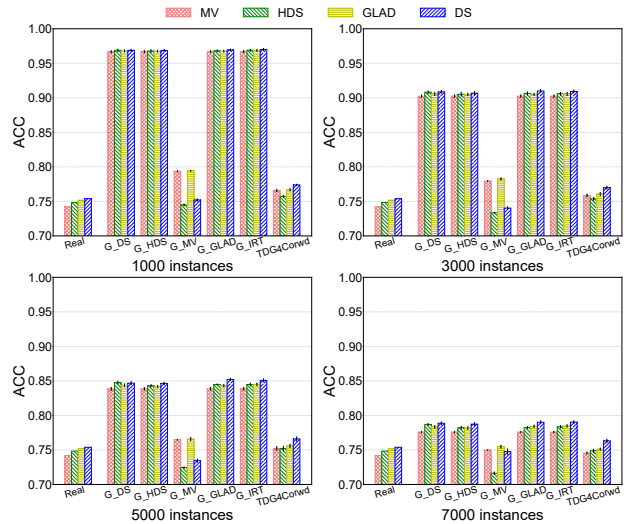 MV HDS GLAD DS
1.00 1.00
0.95 0.95
0.90 0.90
ACC ACC
0.85 0.85
0.80 0.80
0.75 0.75
0.70 0.70
Real G_DS G_HDS G_MV G_GLAD G_IRT TDG4Corwd Real G_DS G_HDS G_MV G_GLAD G_IRT TDG4Corwd
1000 instances 3000 instances
1.00 1.00
0.95 0.95
0.90 0.90
ACC ACC
0.85 0.85
0.80 0.80
0.75 0.75
0.70 0.70
Real G_DS G_HDS G_MV G_GLAD G_IRT TDG4Corwd Real G_DS G_HDS G_MV G_GLAD G_IRT TDG4Corwd
5000 instances 7000 instances